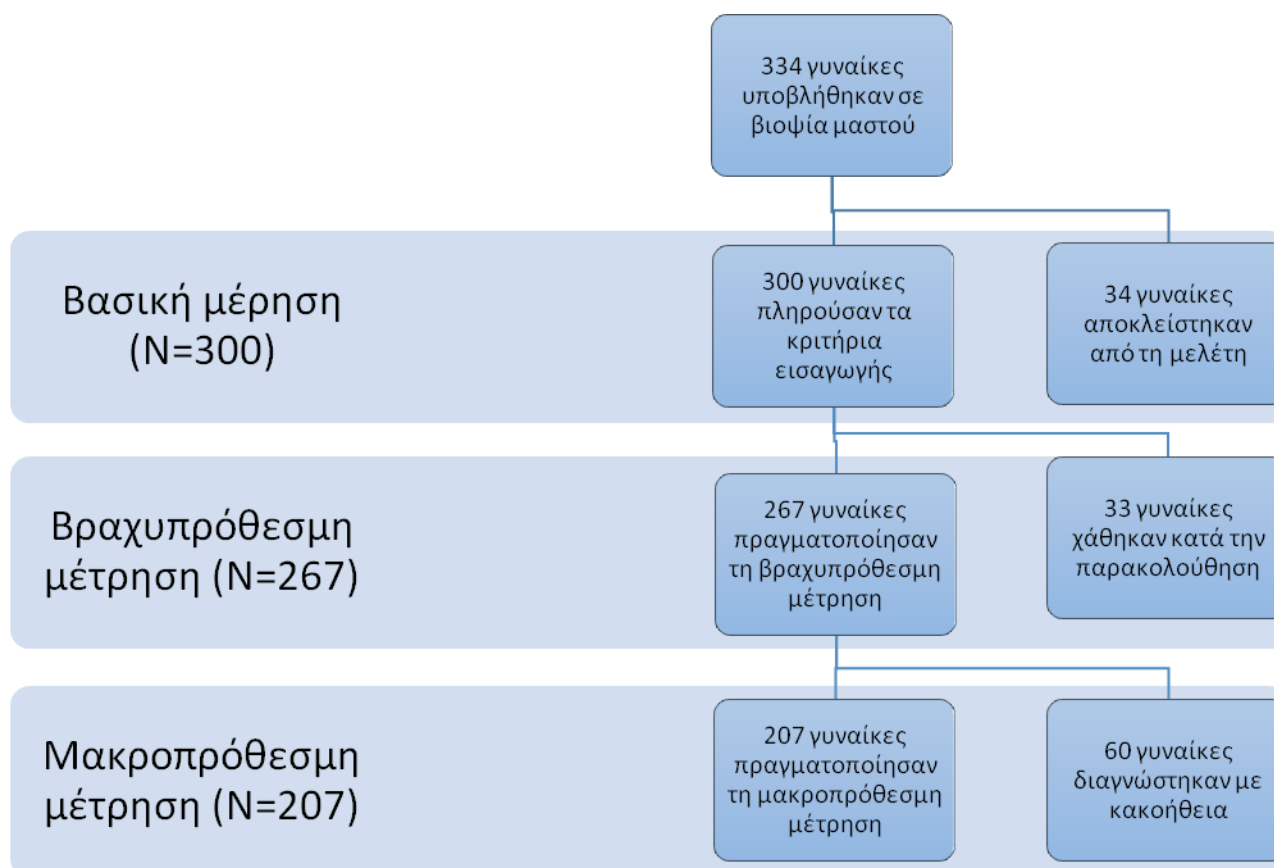 334 γυναίκες
υποβλήθηκαν σε
βιοψία μαστού
Βασική μέρηση
(N=300)
300 γυναίκες
πληρούσαν τα
κριτήρια
εισαγωγής
34 γυναίκες
αποκλείστηκαν
από τη μελέτη
Βραχυπρόθεσμη
μέτρηση (N=267)
267 γυναίκες
πραγματοποίησαν
τη βραχυπρόθεσμη
μέτρηση
33 γυναίκες
χάθηκαν κατά την
παρακολούθηση
Μακροπρόθεσμη
μέτρηση (N=207)
207 γυναίκες
πραγματοποίησαν
τη μακροπρόθεσμη
μέτρηση
60 γυναίκες
διαγνώστηκαν με
κακοήθεια